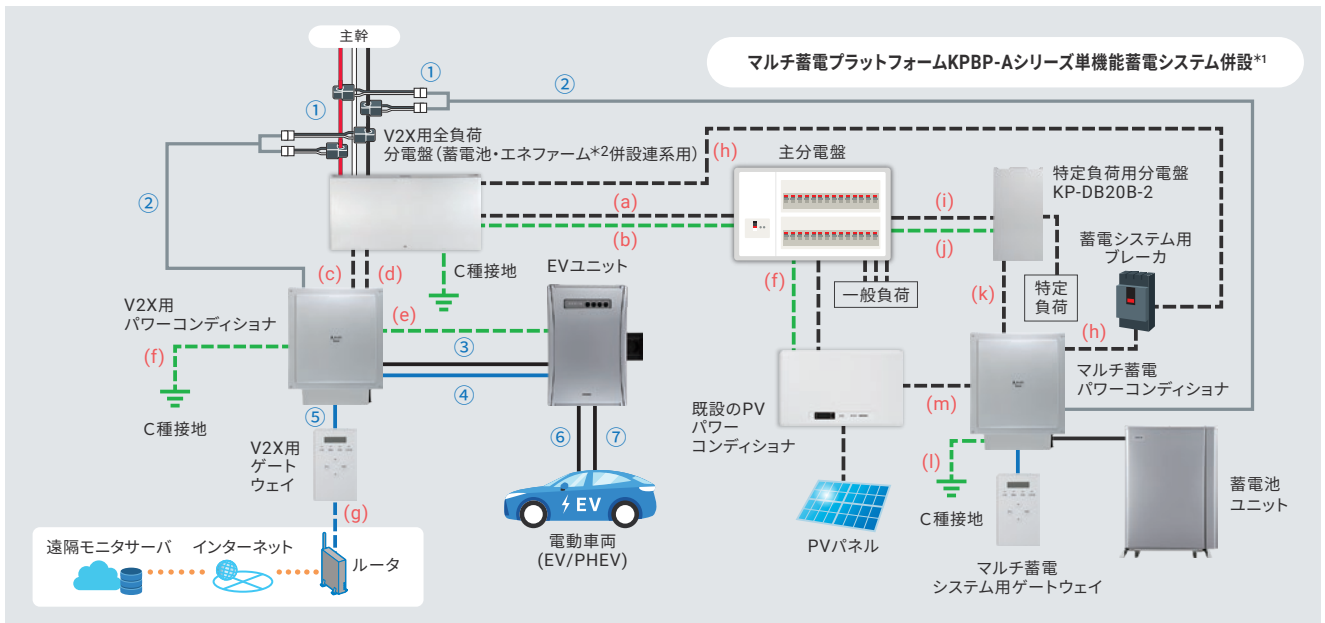 主幹
マルチ蓄電プラットフォームKPBP-Aシリーズ単機能蓄電システム併設*1
①
②
①
V2X用全負荷
分電盤（蓄電池・エネファーム*2併設連系用）
(h)
主分電盤
特定負荷用分電盤
KP-DB20B-2
②
(a)
(b)
(i)
(j)
蓄電システム用
ブレーカ
(c)
(d)
C種接地
EVユニット
(f)
一般負荷
(k)
特定
負荷
V2X用
パワーコンディショナ
(e)
(h)
(f)
③
④
マルチ蓄電
パワーコンディショナ
C種接地
⑤
既設のPV
パワー
コンディショナ
(m)
V2X用
ゲート
ウェイ
⑥
⑦
(l)
蓄電池
ユニット
EV
C種接地
(g)
電動車両
(EV/PHEV)
PVパネル
遠隔モニタサーバ
インターネット
ルータ
マルチ蓄電
システム用ゲートウェイ